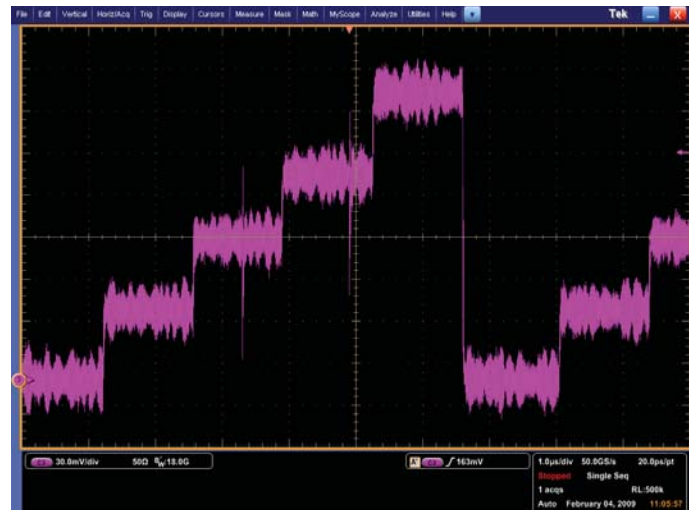 File Edit Vertical Horiz/Acq Trig Display Cursors Measure Mask Math MyScope Analyze Utilities Help Tek X
30.0mV/div 50Ω BW:18.0G
A' 163mV
1.0µs/div 50.0GS/s 20.0ps/pt
Stopped Single Seq
1 acqs RL:500k
Auto February 04, 2009 11:05:57